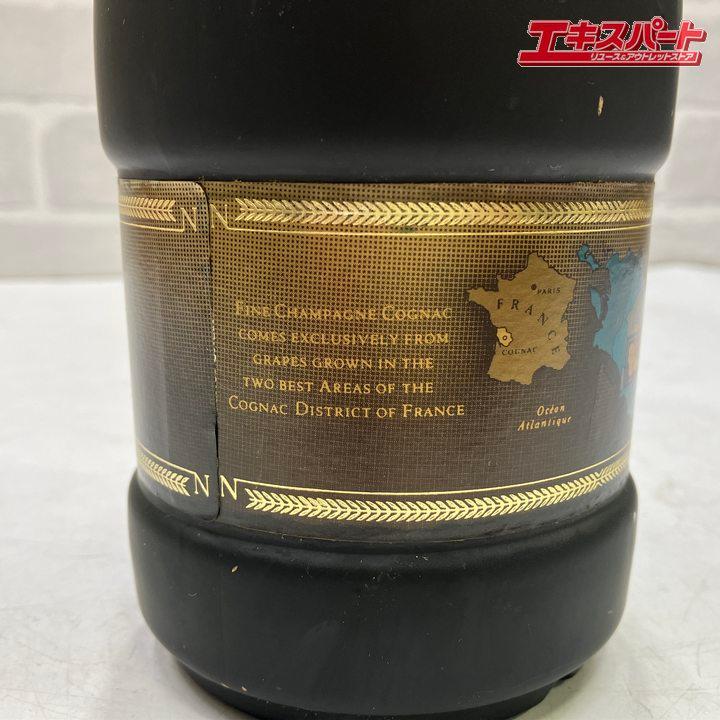 エキスパート
リユース&アウトレットストア
N N
FINE CHAMPAGNE COGNAC
COMES EXCLUSIVELY FROM
GRAPES GROWN IN THE
TWO BEST AREAS OF THE
COGNAC DISTRICT OF FRANCE
PARIS
FRANCE
COGNAC
Océan
Atlantique
N N